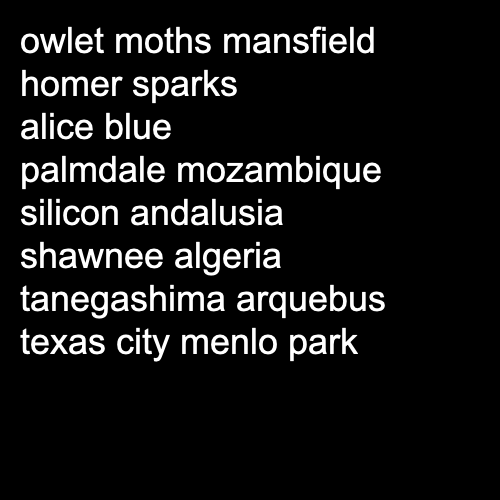 owlet moths mansfield
homer sparks
alice blue
palmdale mozambique
silicon andalusia
shawnee algeria
tanegashima arquebus
texas city menlo park